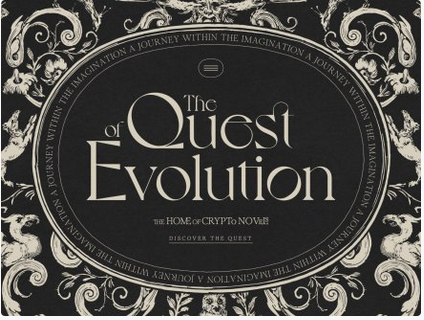 A JOURNEY WITHIN THE IMAGINATION A JOURNEY WITHIN THE IMAGINATION A JOURNEY WITHIN THE IMAGINATION A JOURNEY WITHIN THE IMAGINATION
The
of Quest
Evolution
THE HOME OF CRYPTO
DISCOVER THE QUEST